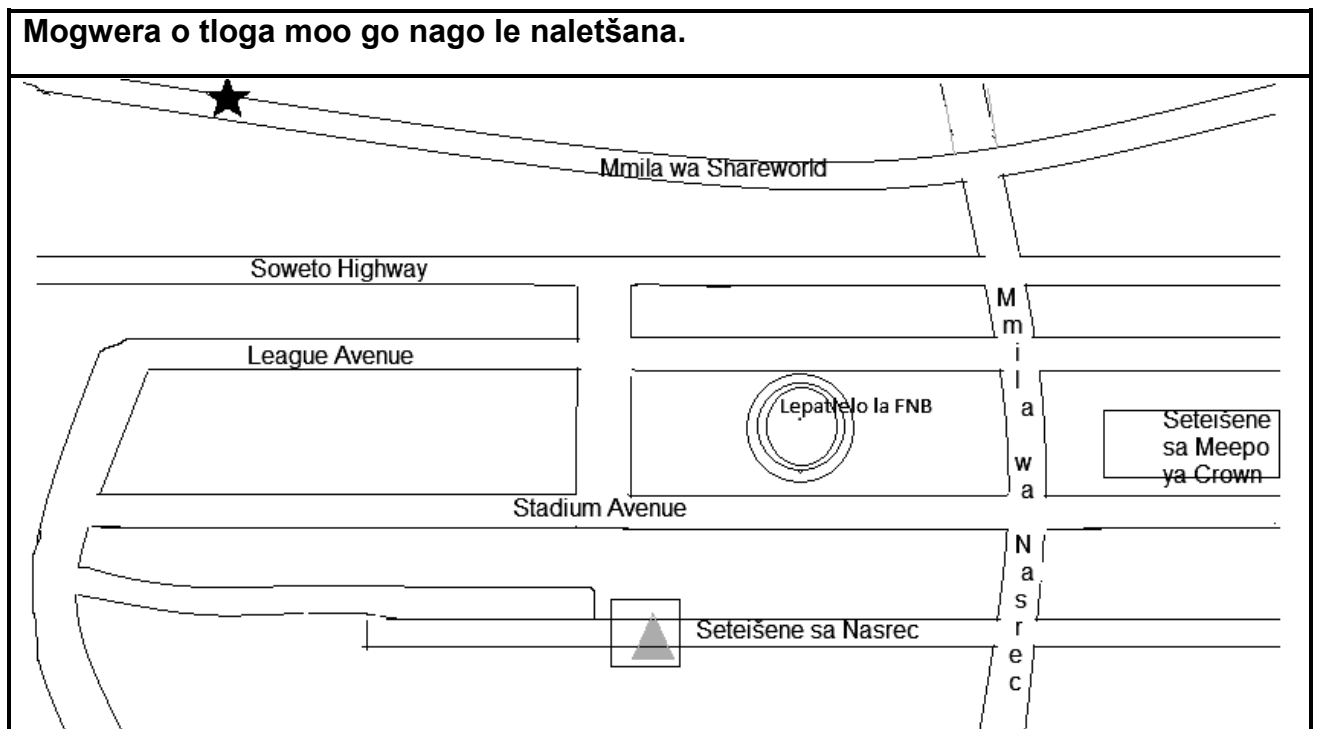 Mogwera o tloga moo go nago le naletšana.
Mmila wa Shareworld
Soweto Highway
League Avenue
Lepatlelo la FNB
Seteišene
sa Meepo
ya Crown
Mmila wa Nasrec
Stadium Avenue
Seteišene sa Nasrec